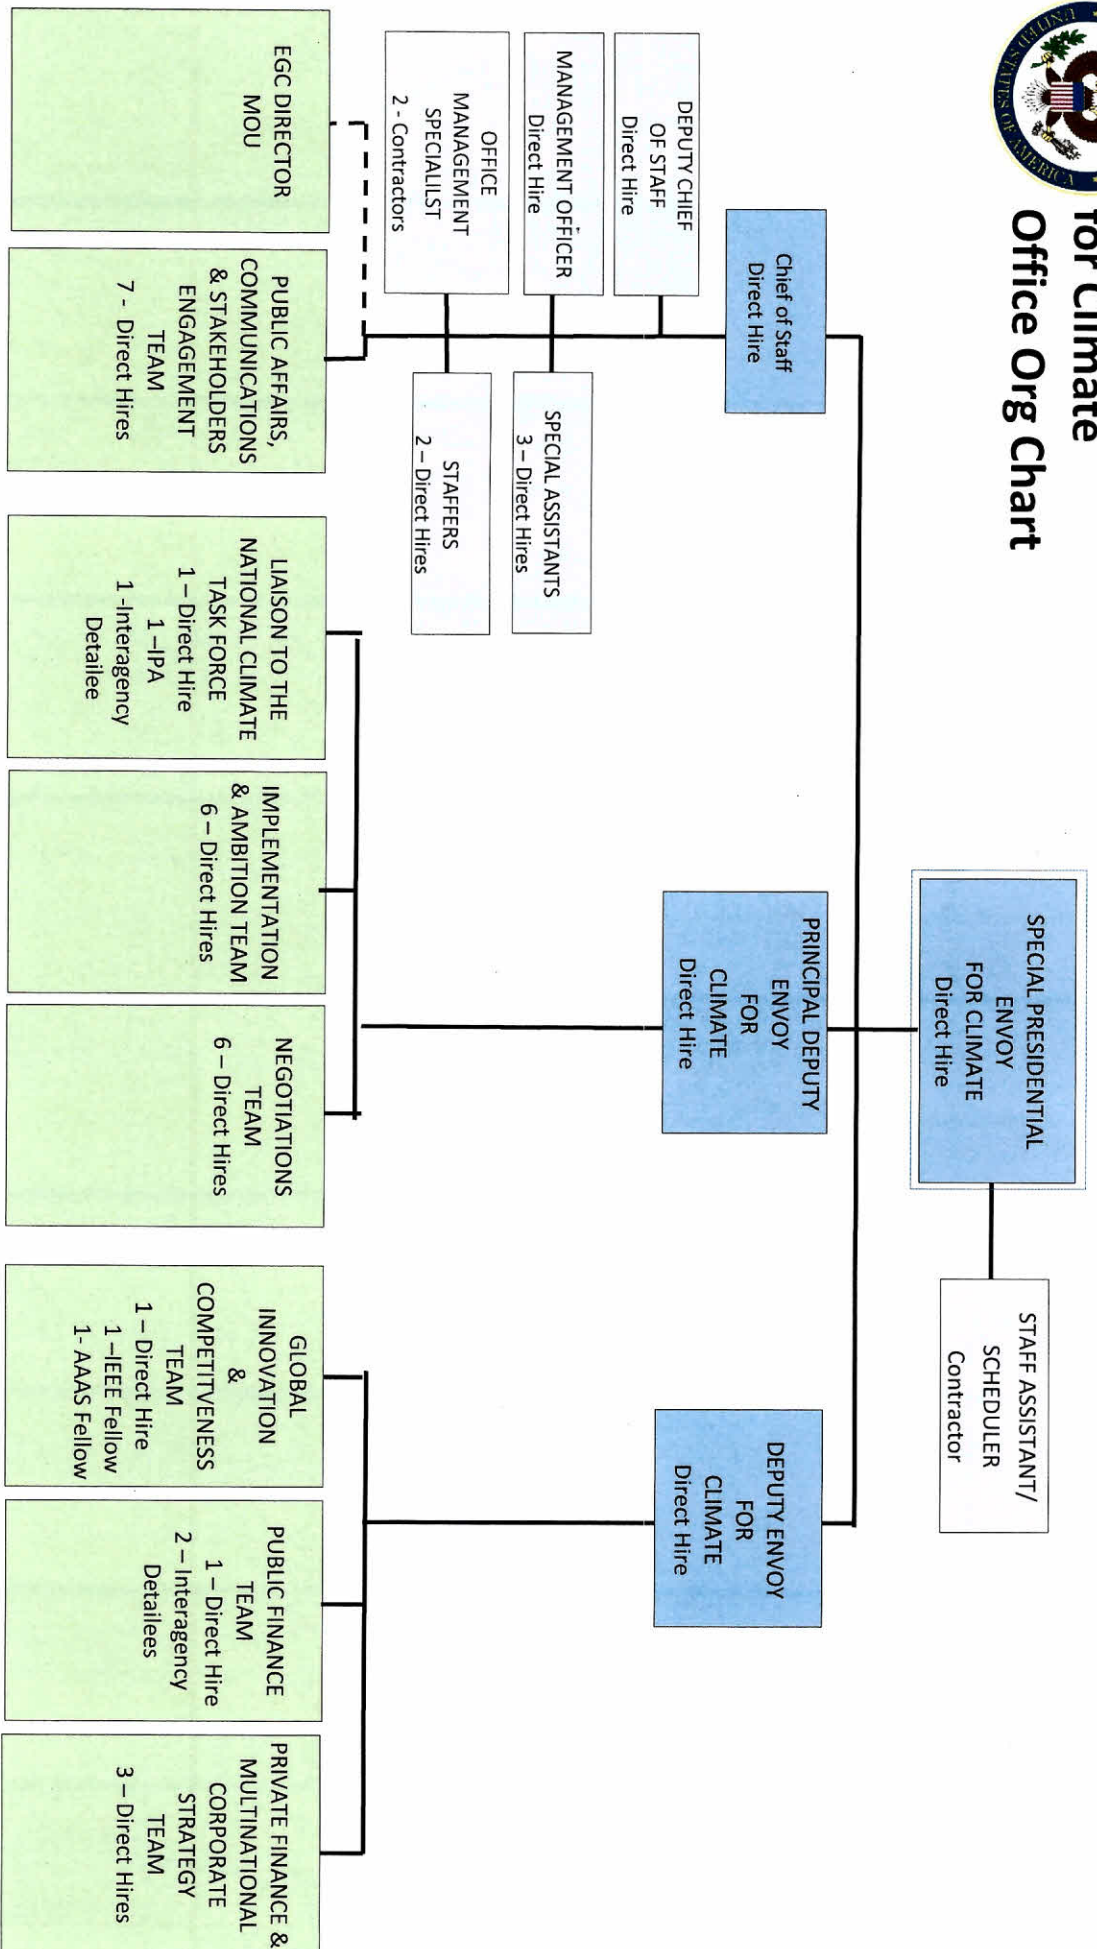 UNITED STATES OF AMERICA
for Climate
Office Org Chart
SPECIAL PRESIDENTIAL
ENVOY
FOR CLIMATE
Direct Hire
STAFF ASSISTANT/
SCHEDULER
Contractor
Chief of Staff
Direct Hire
PRINCIPAL DEPUTY
ENVOY
FOR
CLIMATE
Direct Hire
DEPUTY ENVOY
FOR
CLIMATE
Direct Hire
DEPUTY CHIEF
OF STAFF
Direct Hire
MANAGEMENT OFFICER
Direct Hire
SPECIAL ASSISTANTS
3 – Direct Hires
OFFICE
MANAGEMENT
SPECIALILST
2 - Contractors
STAFFERS
2 – Direct Hires
EGC DIRECTOR
MOU
PUBLIC AFFAIRS,
COMMUNICATIONS
& STAKEHOLDERS
ENGAGEMENT
TEAM
7 - Direct Hires
LIAISON TO THE
NATIONAL CLIMATE
TASK FORCE
1 – Direct Hire
1 –IPA
1 -Interagency
Detailee
IMPLEMENTATION
& AMBITION TEAM
6 – Direct Hires
NEGOTIATIONS
TEAM
6 – Direct Hires
GLOBAL
INNOVATION
&
COMPETITVENESS
TEAM
1 – Direct Hire
1 –IEEE Fellow
1- AAAS Fellow
PUBLIC FINANCE
TEAM
1 – Direct Hire
2 – Interagency
Detailees
PRIVATE FINANCE &
MULTINATIONAL
CORPORATE
STRATEGY
TEAM
3 – Direct Hires